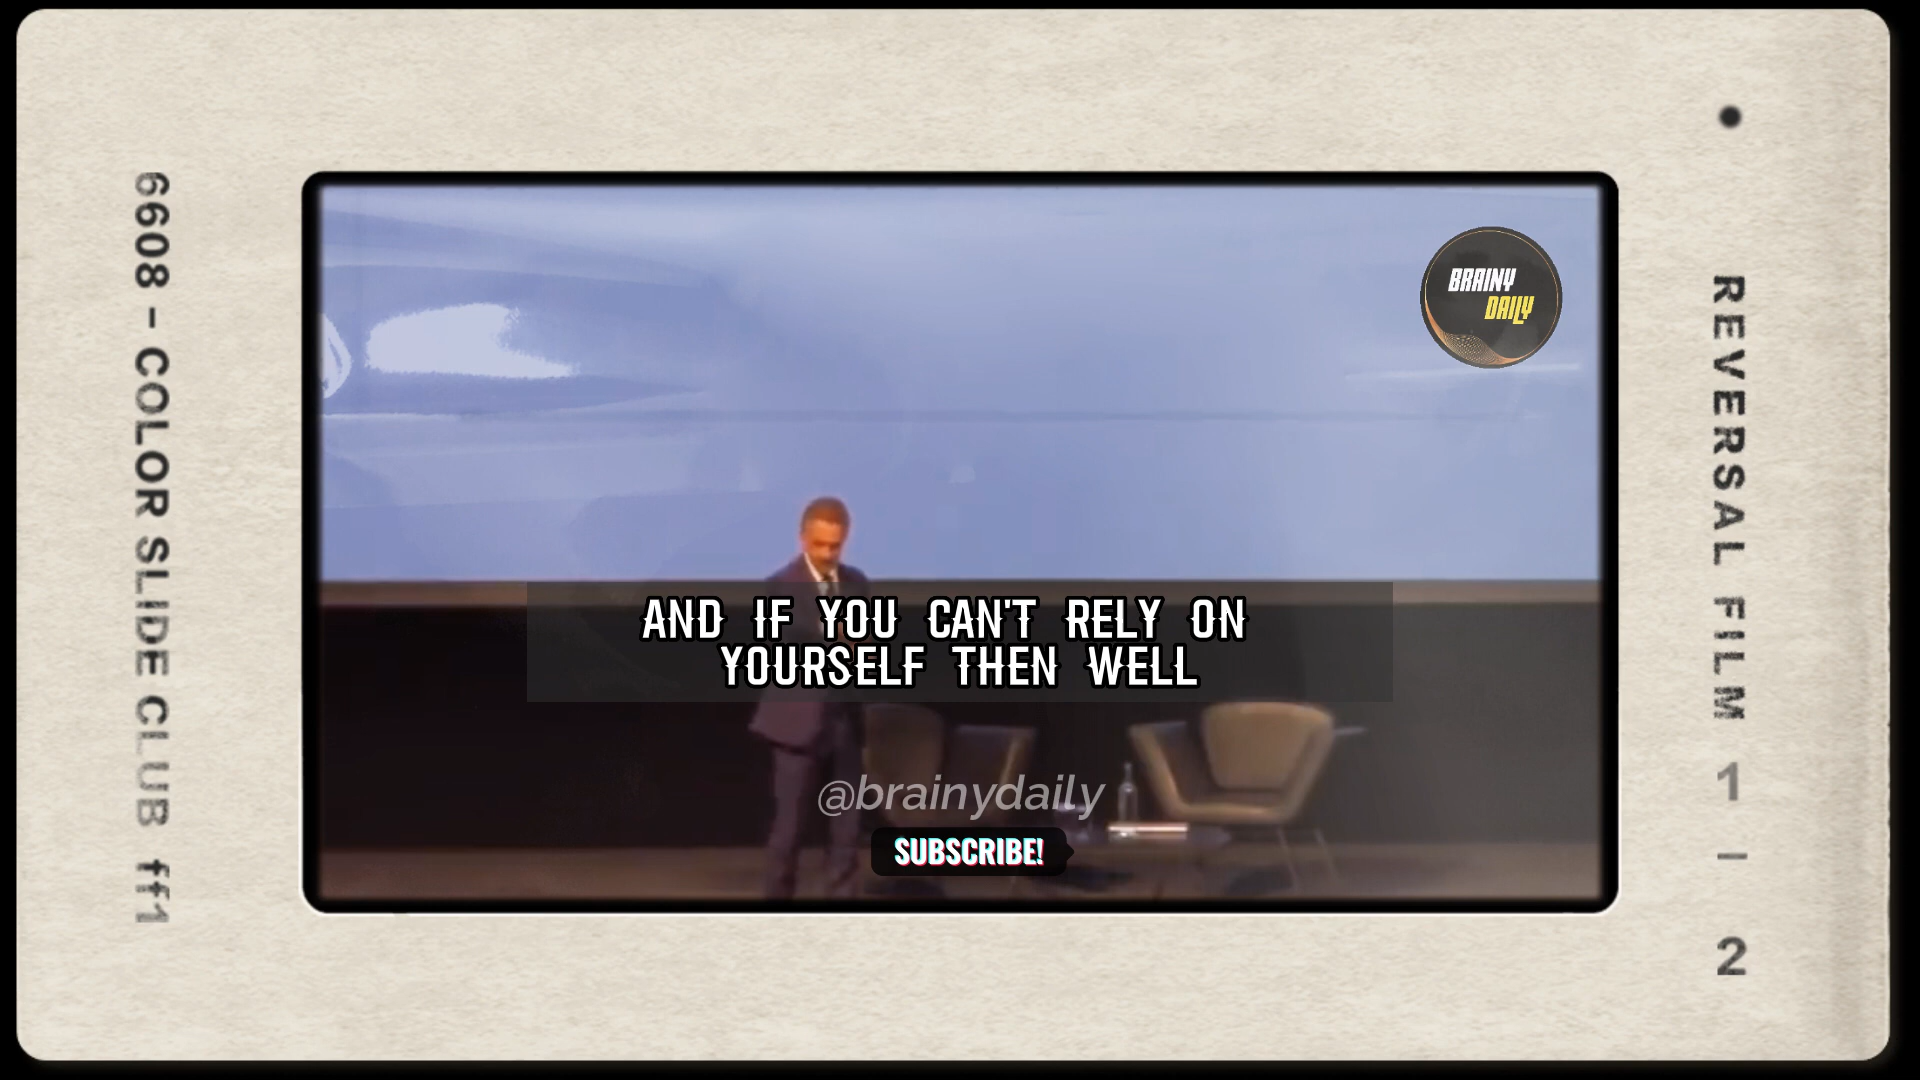 6608 – COLOR SLIDE CLUB ff1
BRAINY
DAILY
AND IF YOU CAN'T RELY ON
YOURSELF THEN WELL
@brainydaily
SUBSCRIBE!
REVERSAL FILM 1 – 2